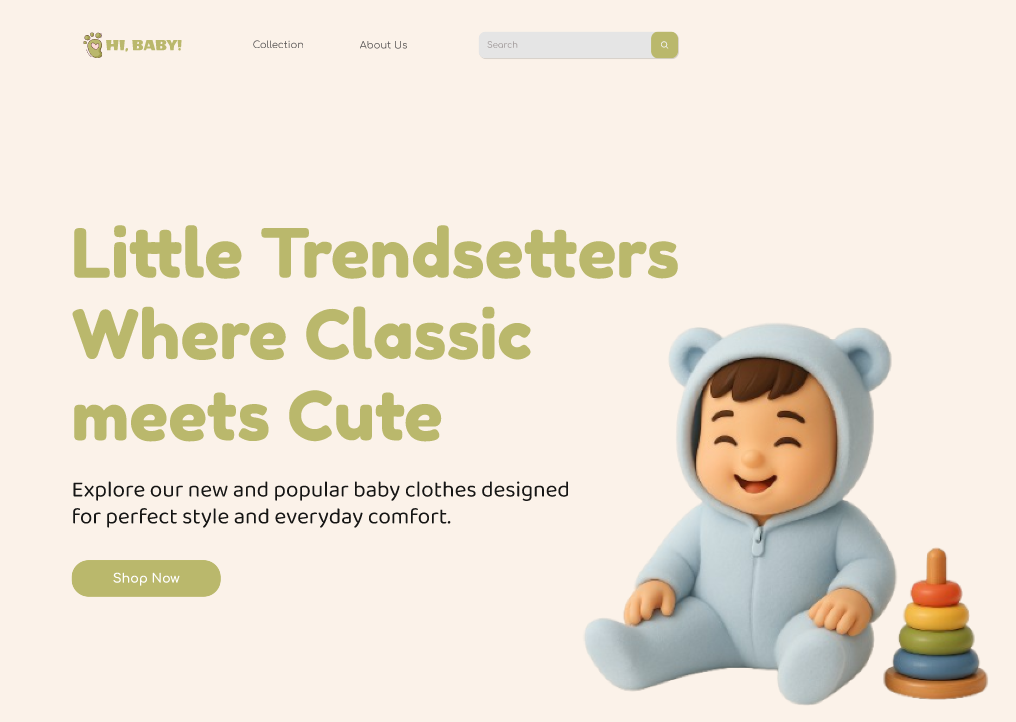 HI, BABY!
Collection
About Us
Search
Little Trendsetters
Where Classic
meets Cute
Explore our new and popular baby clothes designed
for perfect style and everyday comfort.
Shop Now